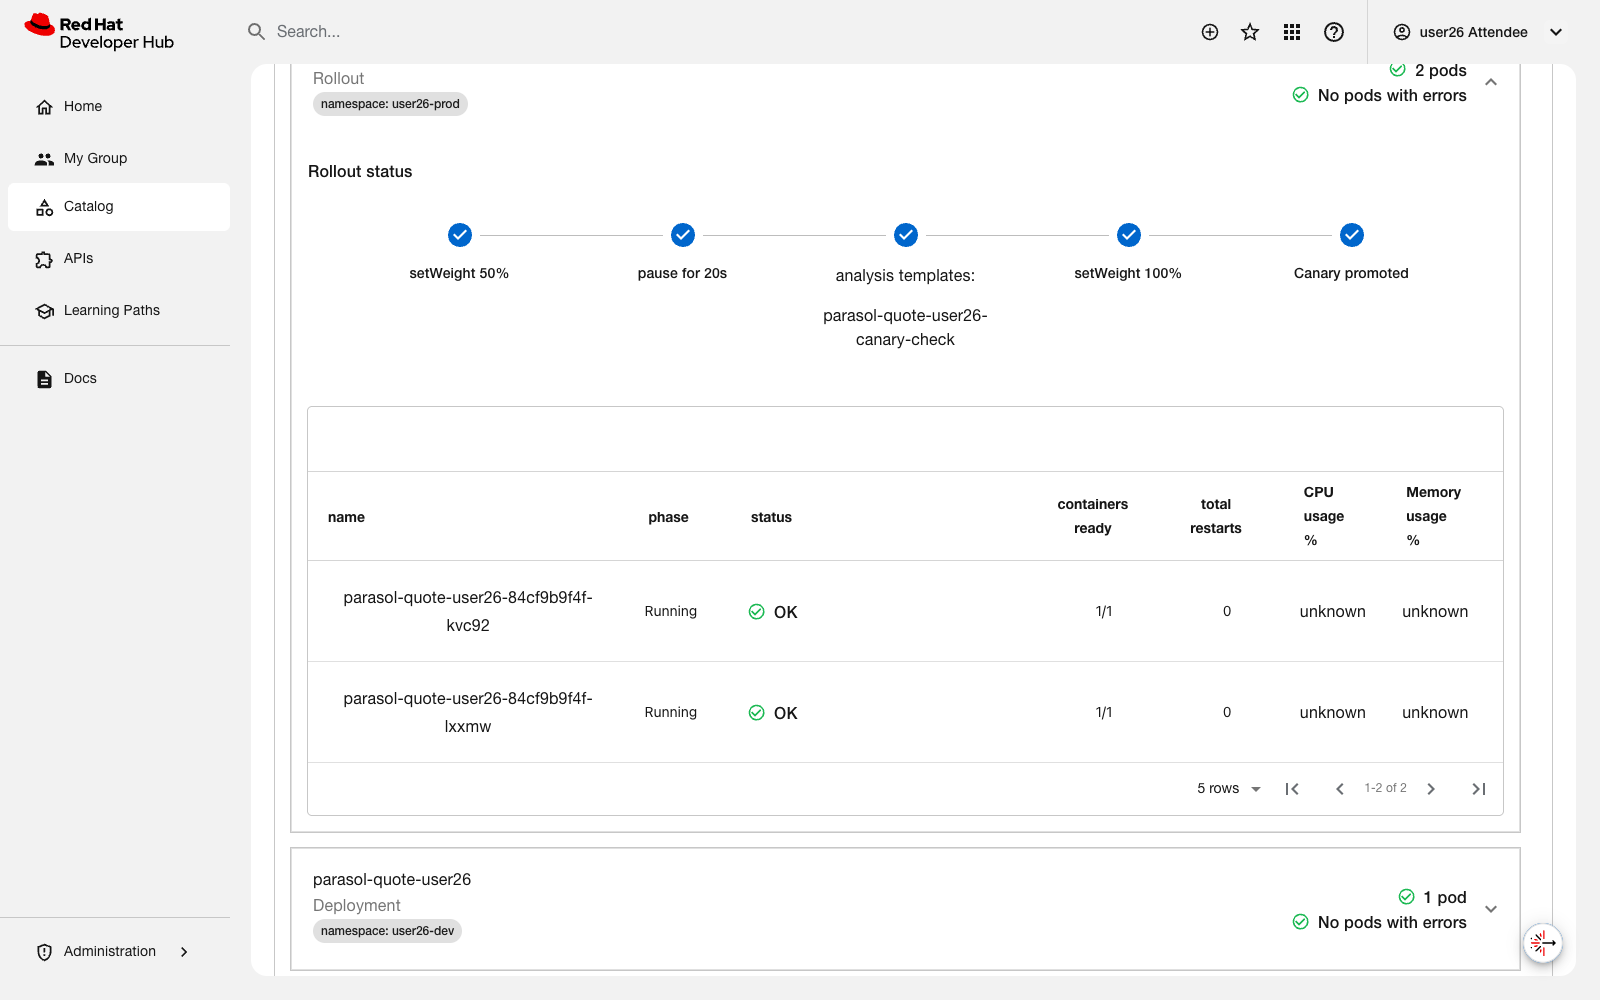 Red Hat
Developer Hub
Search...
user26 Attendee
Home
My Group
Catalog
APIs
Learning Paths
Docs
Administration
Rollout
namespace: user26-prod
2 pods
No pods with errors
Rollout status
setWeight 50%
pause for 20s
analysis templates:
parasol-quote-user26-
canary-check
setWeight 100%
Canary promoted
name phase status containers ready total restarts CPU usage % Memory usage %
parasol-quote-user26-84cf9b9f4f-
kvc92
Running OK 1/1 0 unknown unknown
parasol-quote-user26-84cf9b9f4f-
lxxmw
Running OK 1/1 0 unknown unknown
5 rows 1-2 of 2
parasol-quote-user26
Deployment
namespace: user26-dev
1 pod
No pods with errors